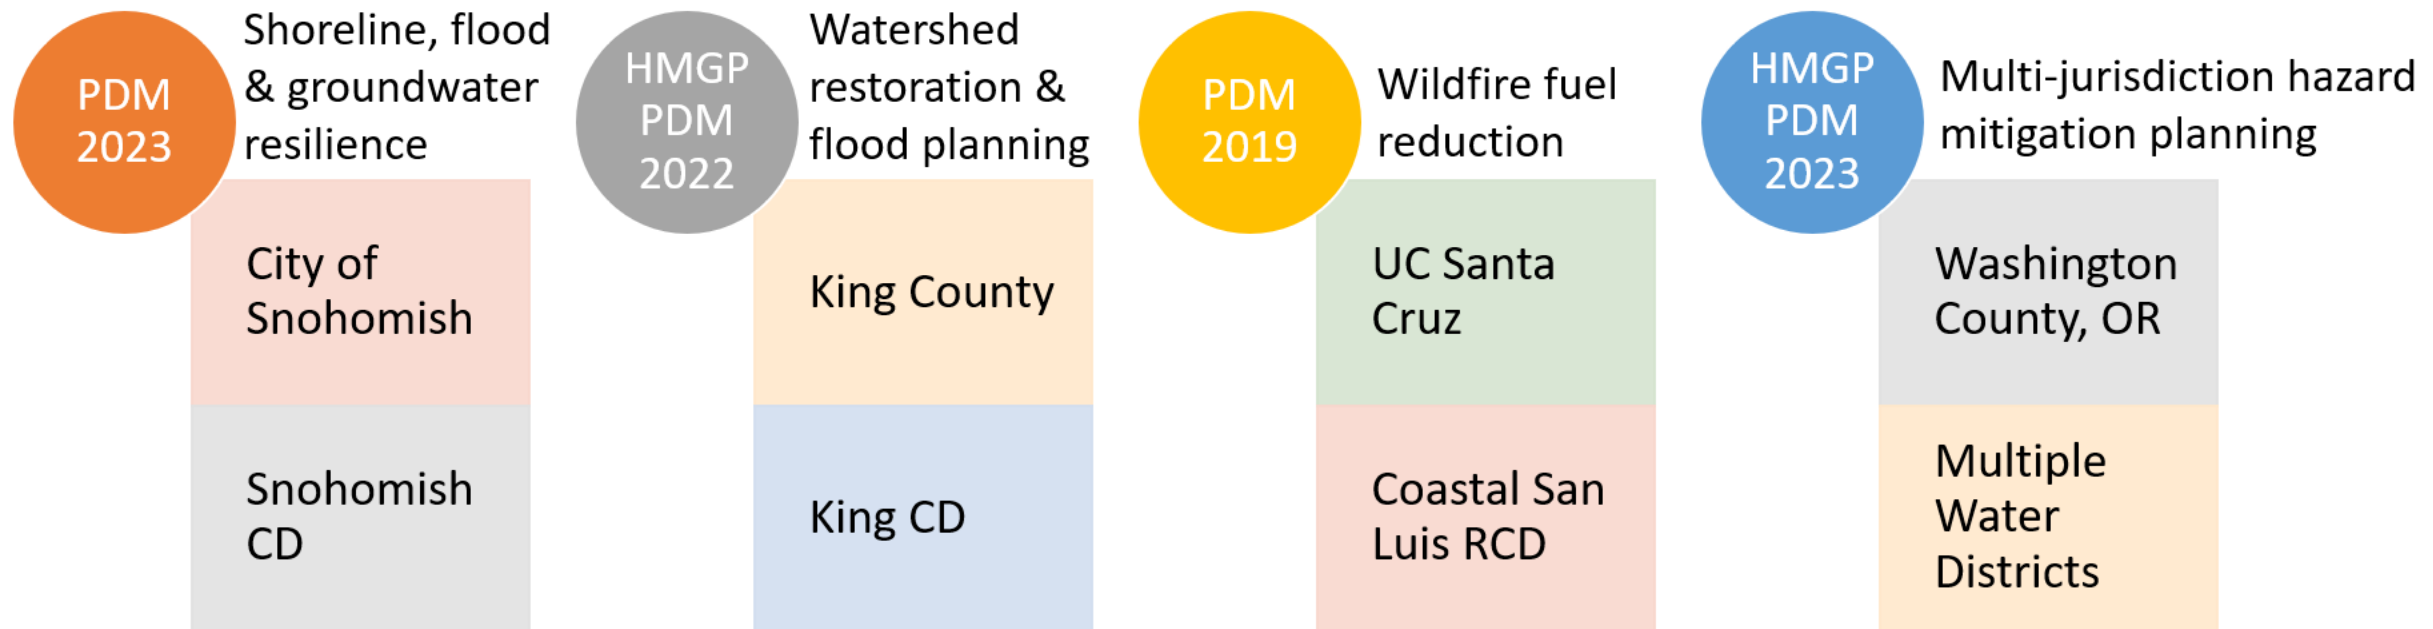 PDM
2023
Shoreline, flood
& groundwater
resilience
City of
Snohomish
Snohomish
CD
HMGP
PDM
2022
Watershed
restoration &
flood planning
King County
King CD
PDM
2019
Wildfire fuel
reduction
UC Santa
Cruz
Coastal San
Luis RCD
HMGP
PDM
2023
Multi-jurisdiction hazard
mitigation planning
Washington
County, OR
Multiple
Water
Districts